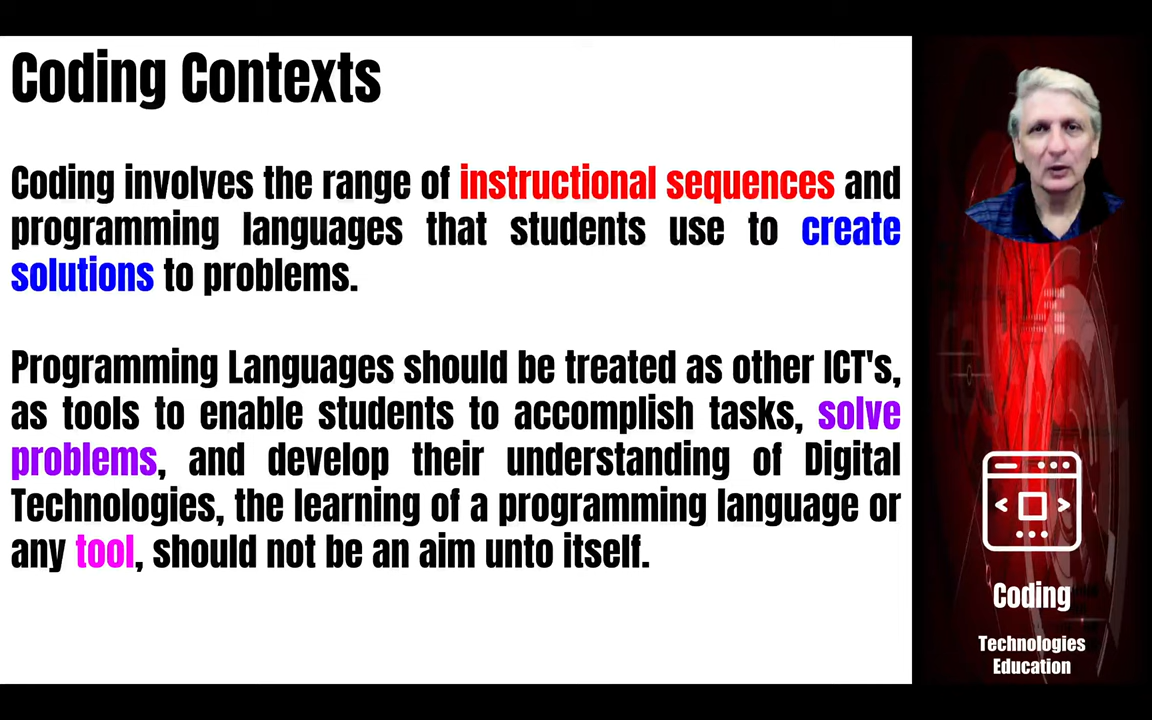 Coding Contexts
Coding involves the range of instructional sequences and
programming languages that students use to create
solutions to problems.
Programming Languages should be treated as other ICT's,
as tools to enable students to accomplish tasks, solve
problems, and develop their understanding of Digital
Technologies, the learning of a programming language or
any tool, should not be an aim unto itself.
Coding
Technologies
Education